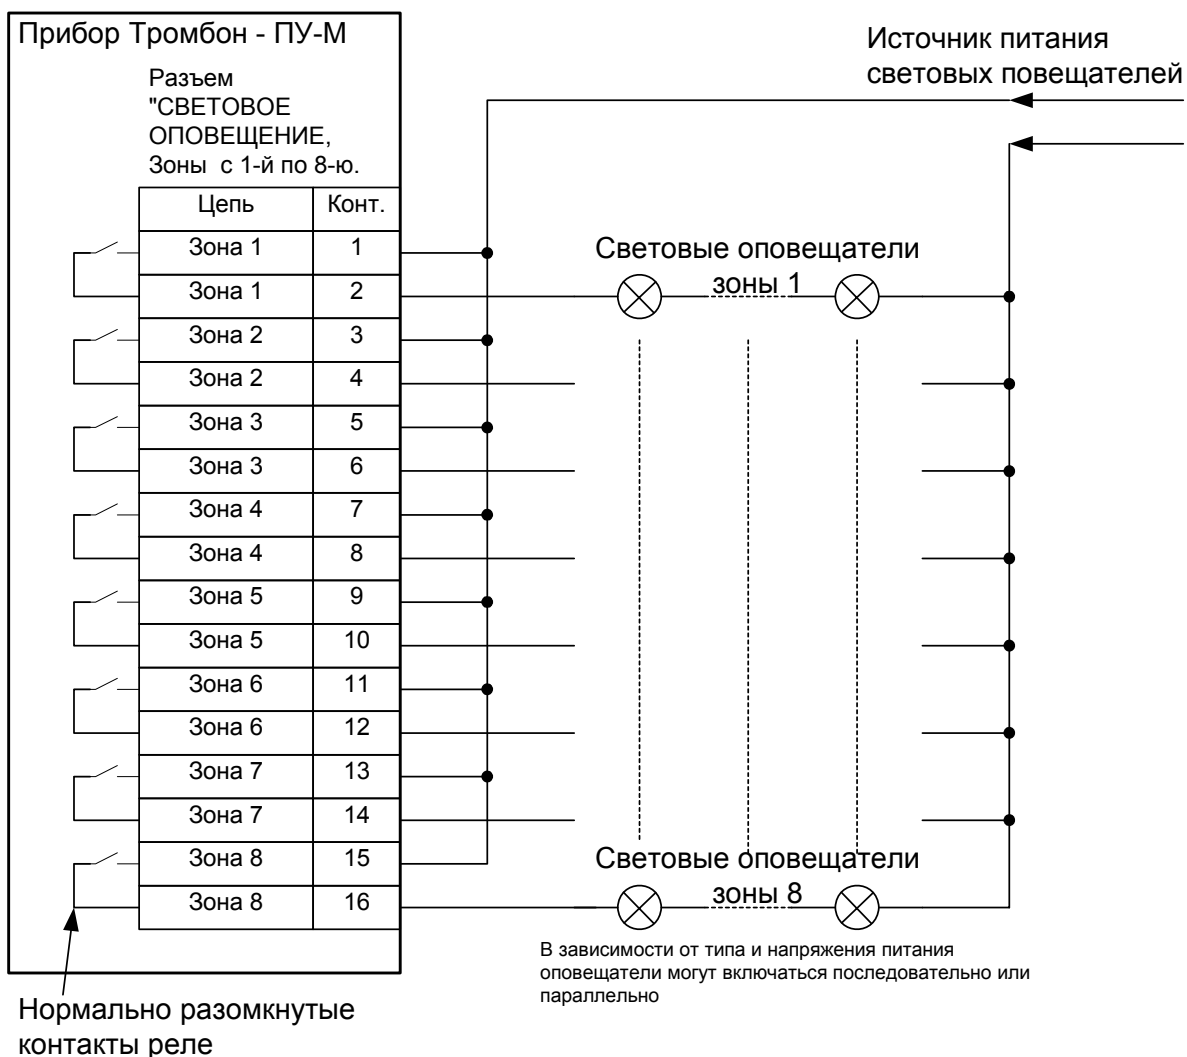 Прибор Тромбон - ПУ-М
Источник питания
световых повещателей
Разъем
"СВЕТОВОЕ
ОПОВЕЩЕНИЕ,
Зоны с 1-й по 8-ю.
Цепь Конт.
Зона 1 1
Зона 1 2
Зона 2 3
Зона 2 4
Зона 3 5
Зона 3 6
Зона 4 7
Зона 4 8
Зона 5 9
Зона 5 10
Зона 6 11
Зона 6 12
Зона 7 13
Зона 7 14
Зона 8 15
Зона 8 16
Световые оповещатели
зоны 1
Световые оповещатели
зоны 8
В зависимости от типа и напряжения питания
оповещатели могут включаться последовательно или
параллельно
Нормально разомкнутые
контакты реле